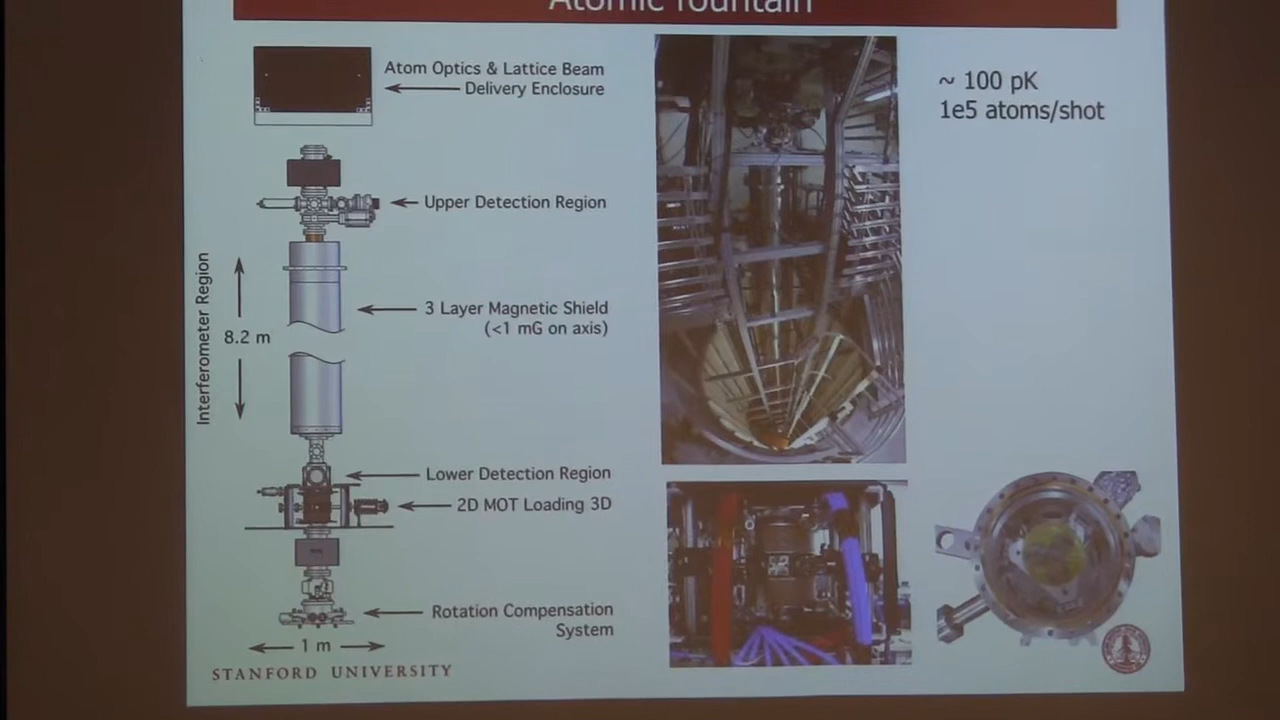 Atomic fountain
Atom Optics & Lattice Beam
Delivery Enclosure
~ 100 pK
1e5 atoms/shot
Upper Detection Region
Interferometer Region
8.2 m
3 Layer Magnetic Shield
(<1 mG on axis)
Lower Detection Region
2D MOT Loading 3D
Rotation Compensation
System
1 m
STANFORD UNIVERSITY